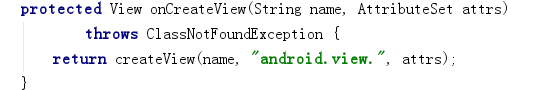 protected View onCreateView(String name, AttributeSet attrs)
        throws ClassNotFoundException {
    return createView(name, "android.view.", attrs);
}